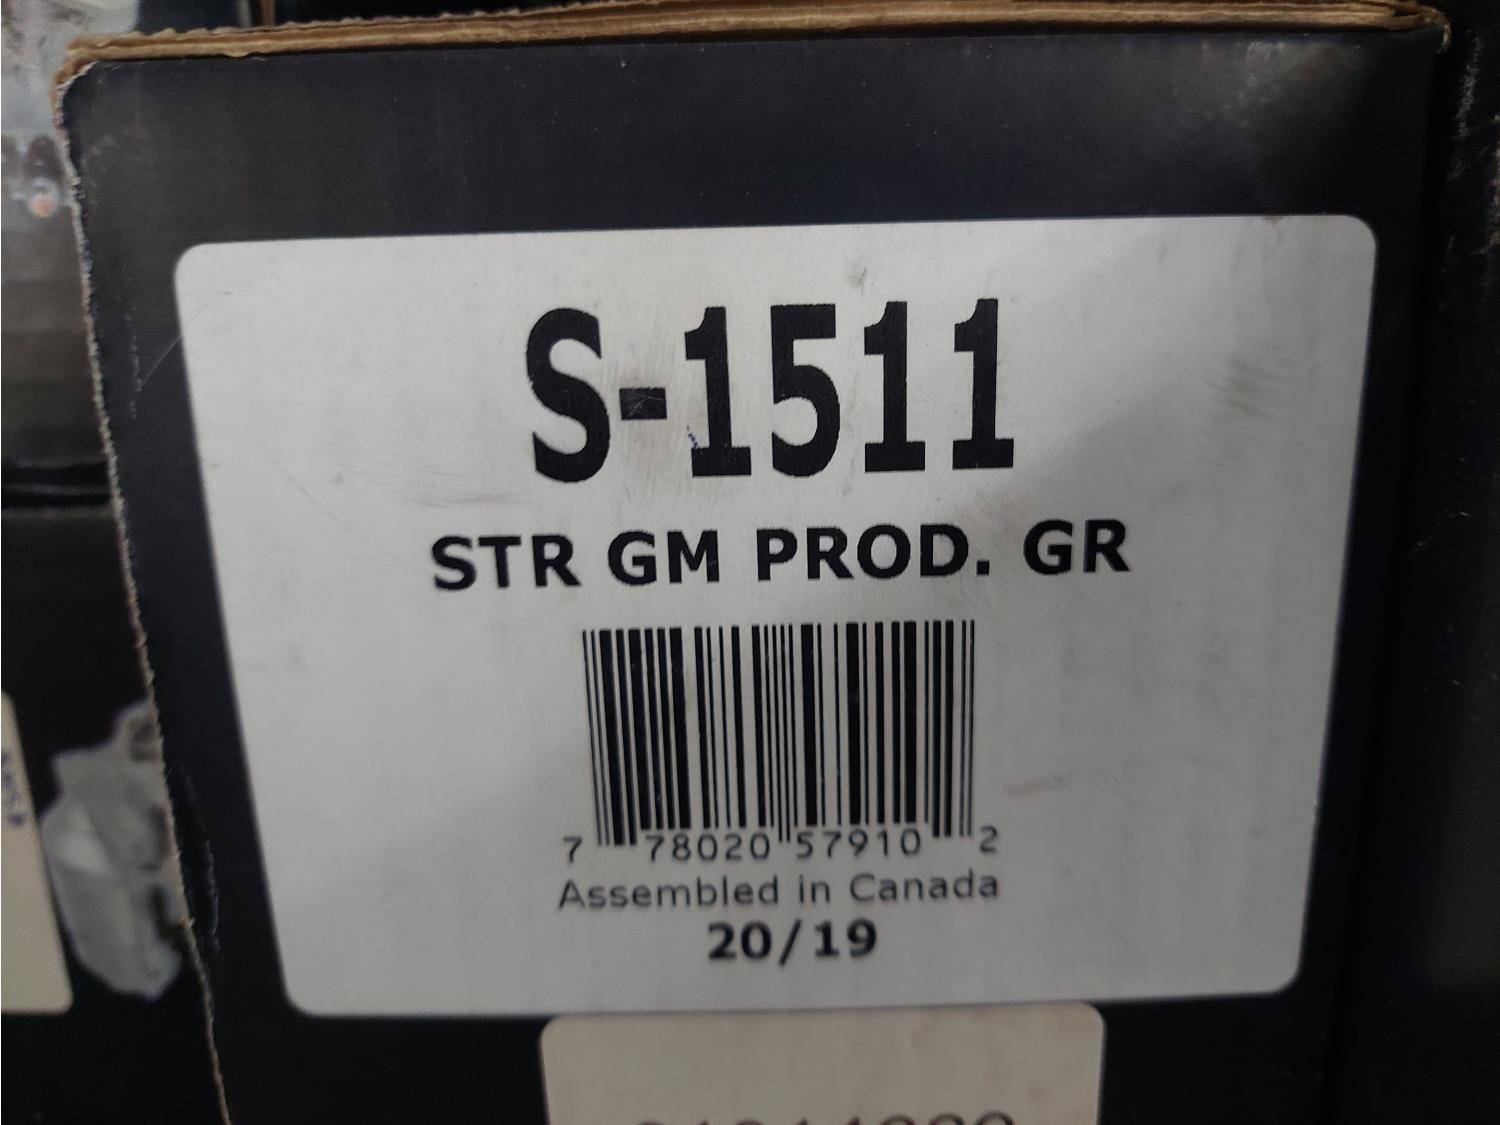 S-1511
STR GM PROD. GR
7 78020 57910 2
Assembled in Canada
20/19